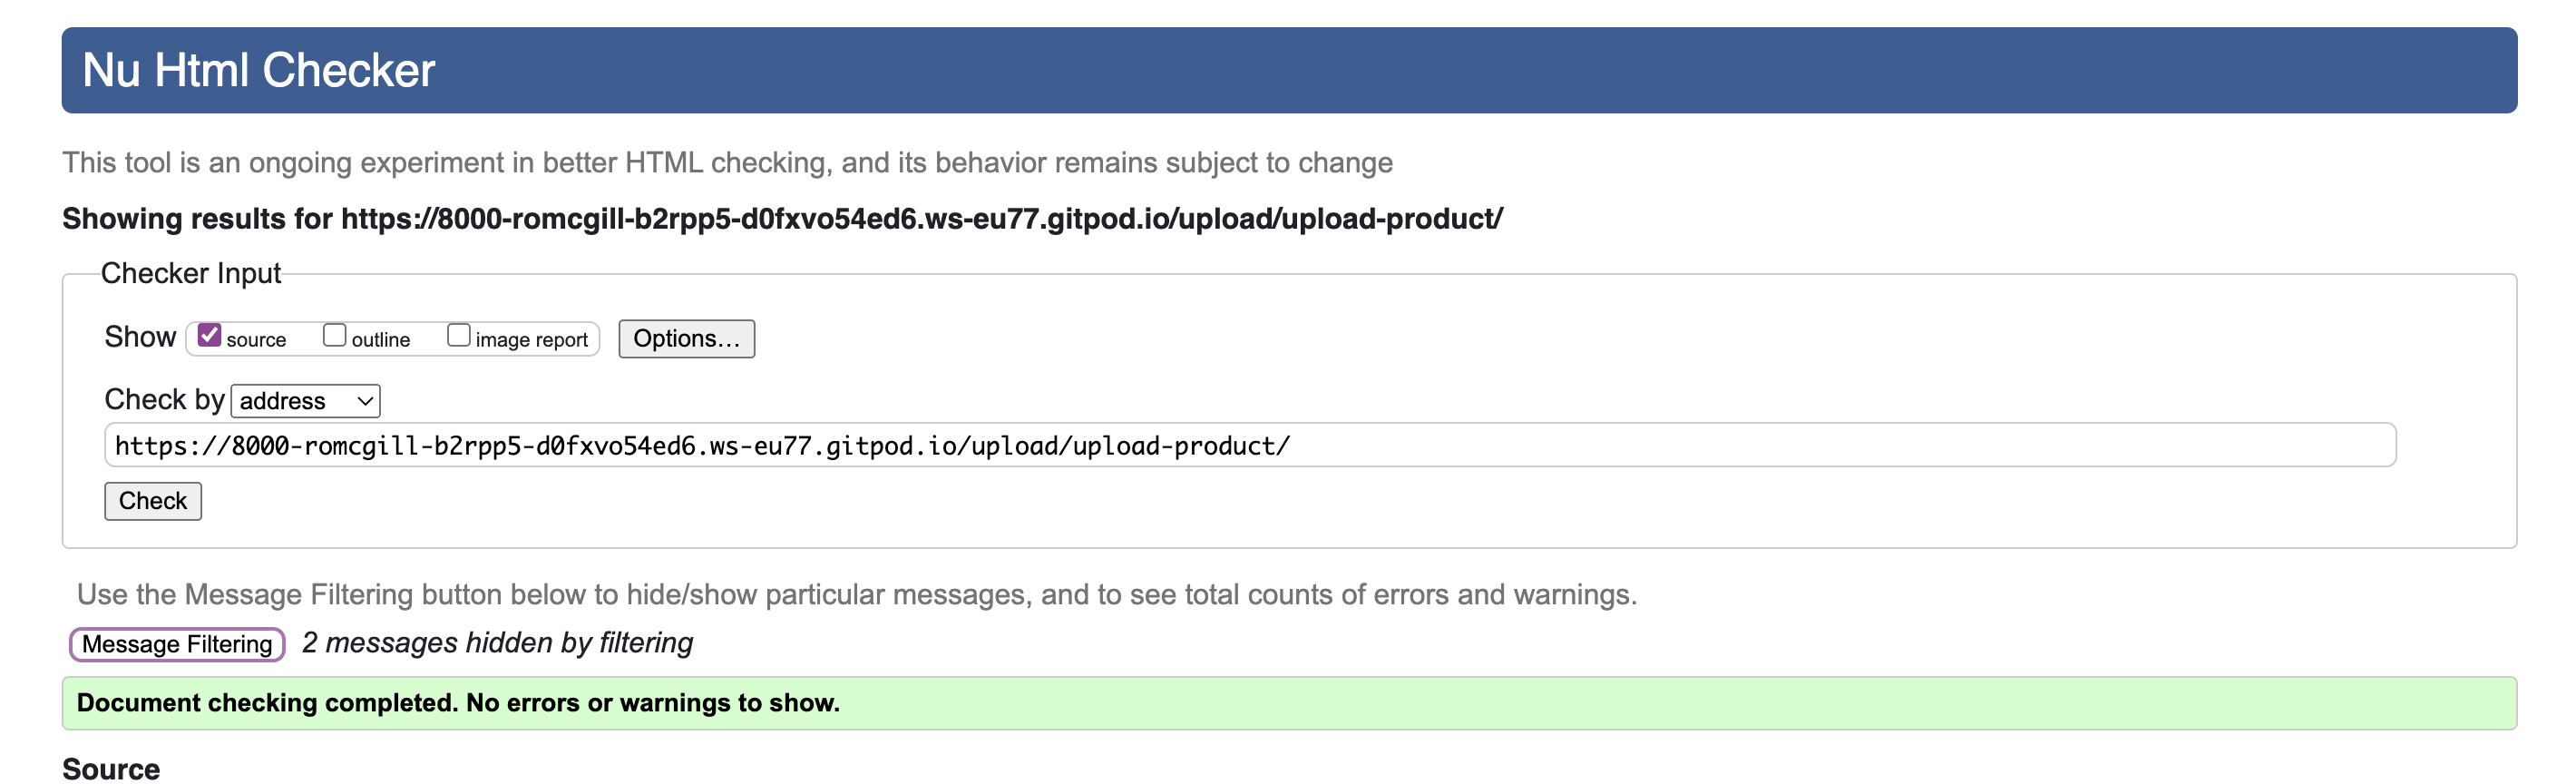 Nu Html Checker
This tool is an ongoing experiment in better HTML checking, and its behavior remains subject to change
Showing results for https://8000-romcgill-b2rpp5-d0fxvo54ed6.ws-eu77.gitpod.io/upload/upload-product/
Checker Input
Show source outline image report Options...
Check by address
https://8000-romcgill-b2rpp5-d0fxvo54ed6.ws-eu77.gitpod.io/upload/upload-product/
Check
Use the Message Filtering button below to hide/show particular messages, and to see total counts of errors and warnings.
Message Filtering 2 messages hidden by filtering
Document checking completed. No errors or warnings to show.
Source